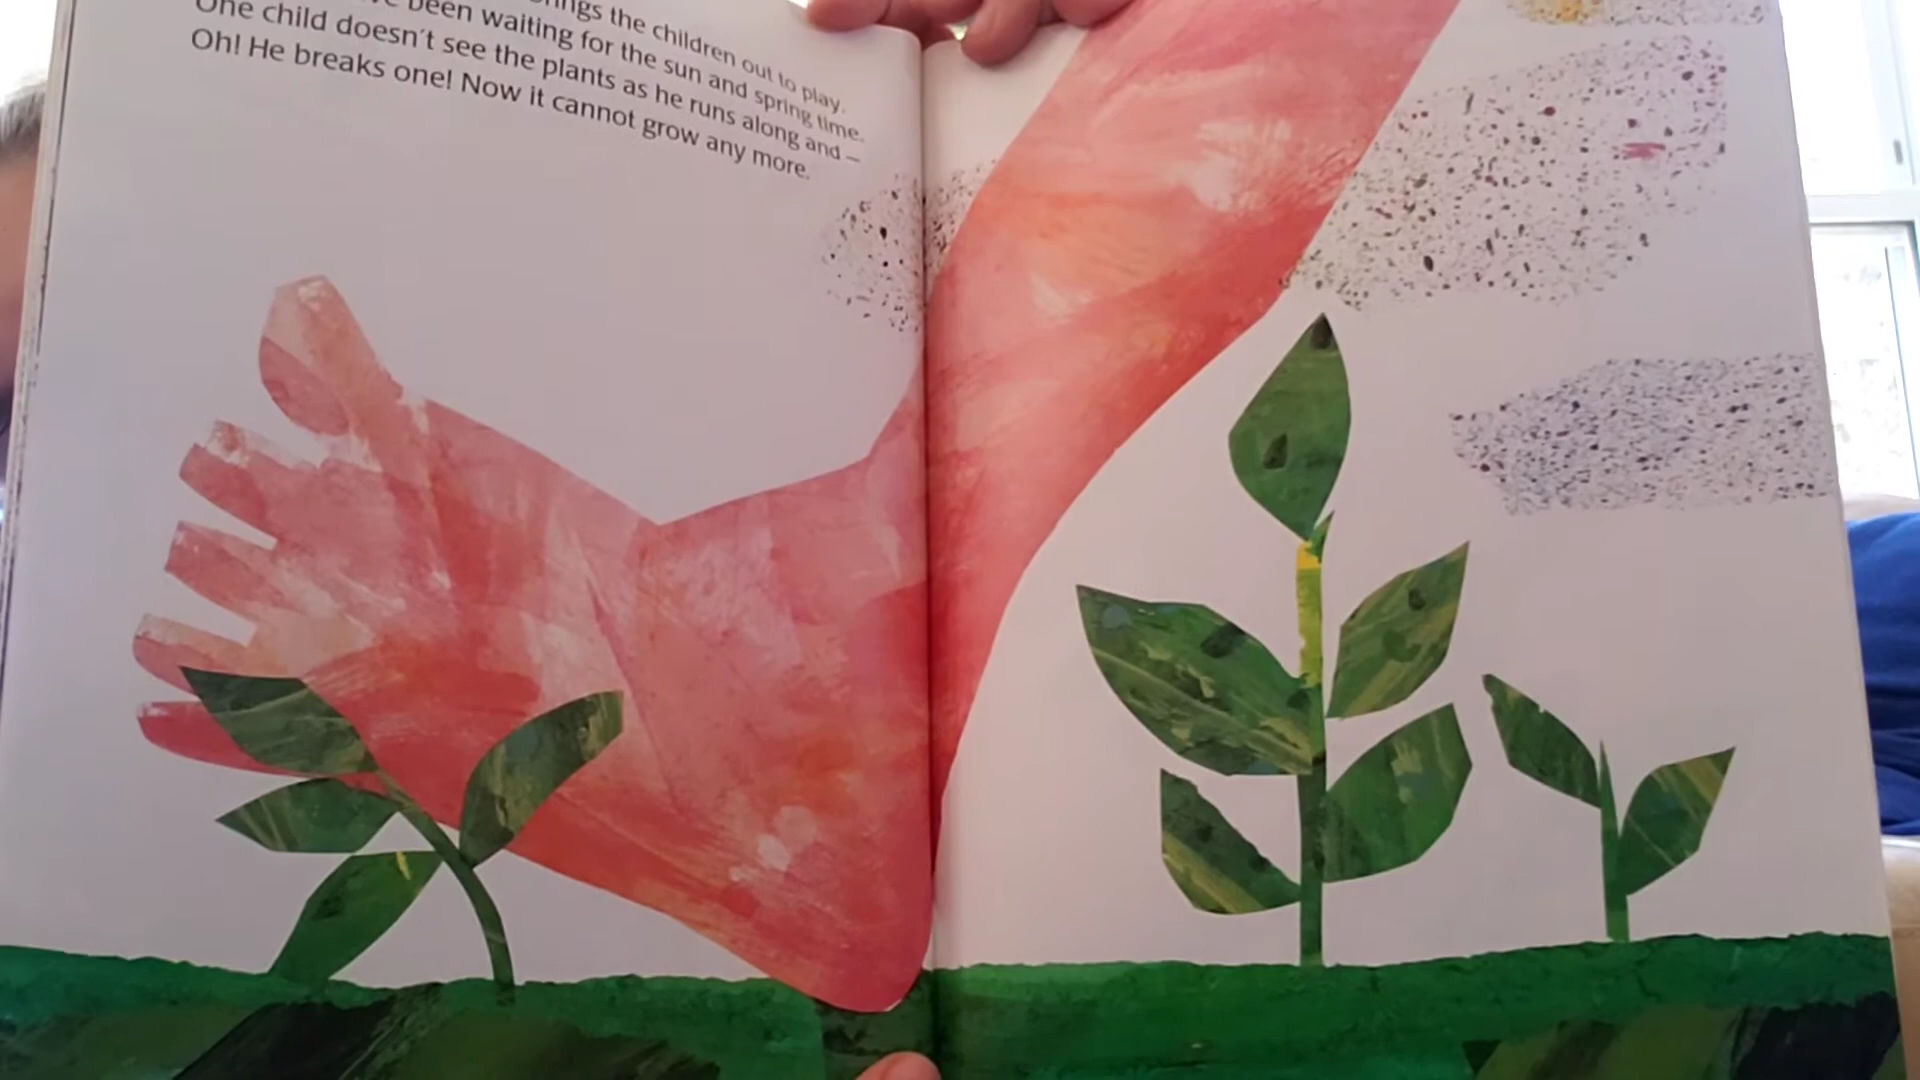 the children out to play.
been waiting for the sun and spring time.
One child doesn't see the plants as he runs along and –
Oh! He breaks one! Now it cannot grow any more.